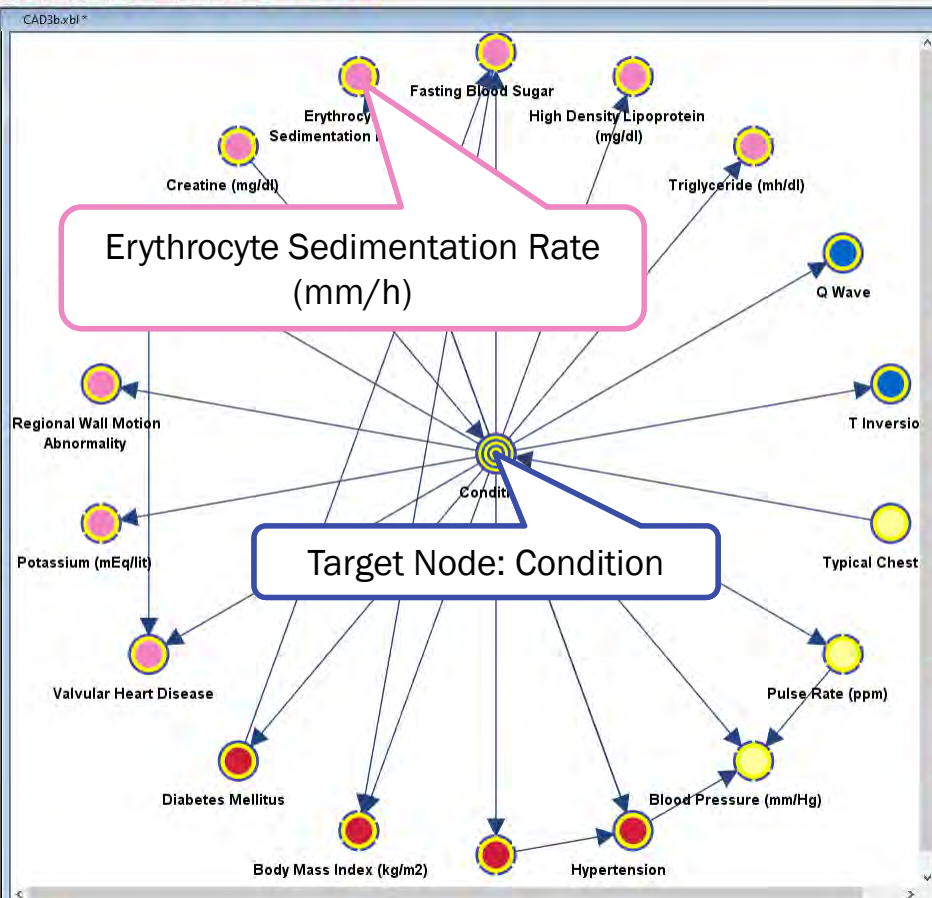 CAD3b.xbl *
Fasting Blood Sugar
Erythrocy
Sedimentation
High Density Lipoprotein
(mg/dl)
Creatine (mg/dl)
Triglyceride (mh/dl)
Erythrocyte Sedimentation Rate
(mm/h)
Q Wave
Regional Wall Motion
Abnormality
T Inversio
Conditi
Potassium (mEq/lit)
Target Node: Condition
Typical Chest
Valvular Heart Disease
Pulse Rate (ppm)
Diabetes Mellitus
Blood Pressure (mm/Hg)
Body Mass Index (kg/m2)
Hypertension